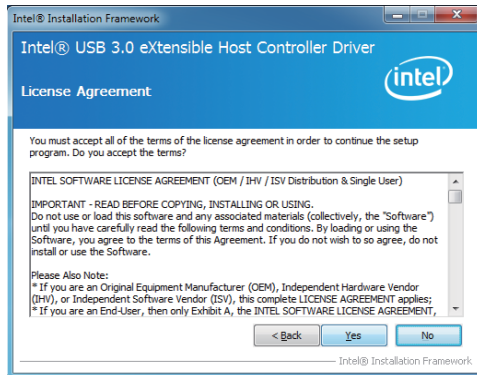 Intel® Installation Framework
Intel® USB 3.0 eXtensible Host Controller Driver
License Agreement
intel
You must accept all of the terms of the license agreement in order to continue the setup
program. Do you accept the terms?
INTEL SOFTWARE LICENSE AGREEMENT (OEM / IHV / ISV Distribution & Single User)
IMPORTANT - READ BEFORE COPYING, INSTALLING OR USING.
Do not use or load this software and any associated materials (collectively, the "Software")
until you have carefully read the following terms and conditions. By loading or using the
Software, you agree to the terms of this Agreement. If you do not wish to so agree, do not
install or use the Software.
Please Also Note:
* If you are an Original Equipment Manufacturer (OEM), Independent Hardware Vendor
(IHV), or Independent Software Vendor (ISV), this complete LICENSE AGREEMENT applies;
* If you are an End-User, then only Exhibit A, the INTEL SOFTWARE LICENSE AGREEMENT,
< Back Yes No
Intel® Installation Framework